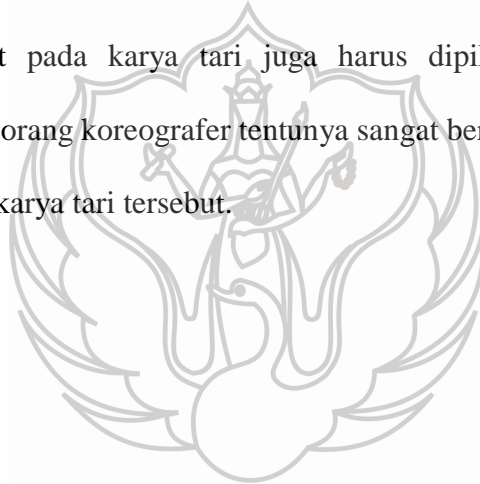 t pada karya tari juga harus dipil
orang koreografer tentunya sangat ber
karya tari tersebut.